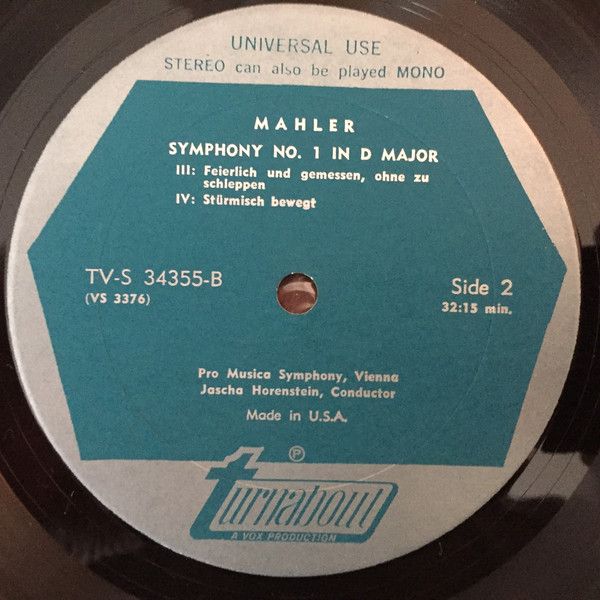 UNIVERSAL USE
STEREO can also be played MONO
MAHLER
SYMPHONY NO. 1 IN D MAJOR
III: Feierlich und gemessen, ohne zu
schleppen
IV: Stürmisch bewegt
TV-S 34355-B
(VS 3376)
Side 2
32:15 min.
Pro Musica Symphony, Vienna
Jascha Horenstein, Conductor
Made in U.S.A.
℗
turnabout
A VOX PRODUCTION